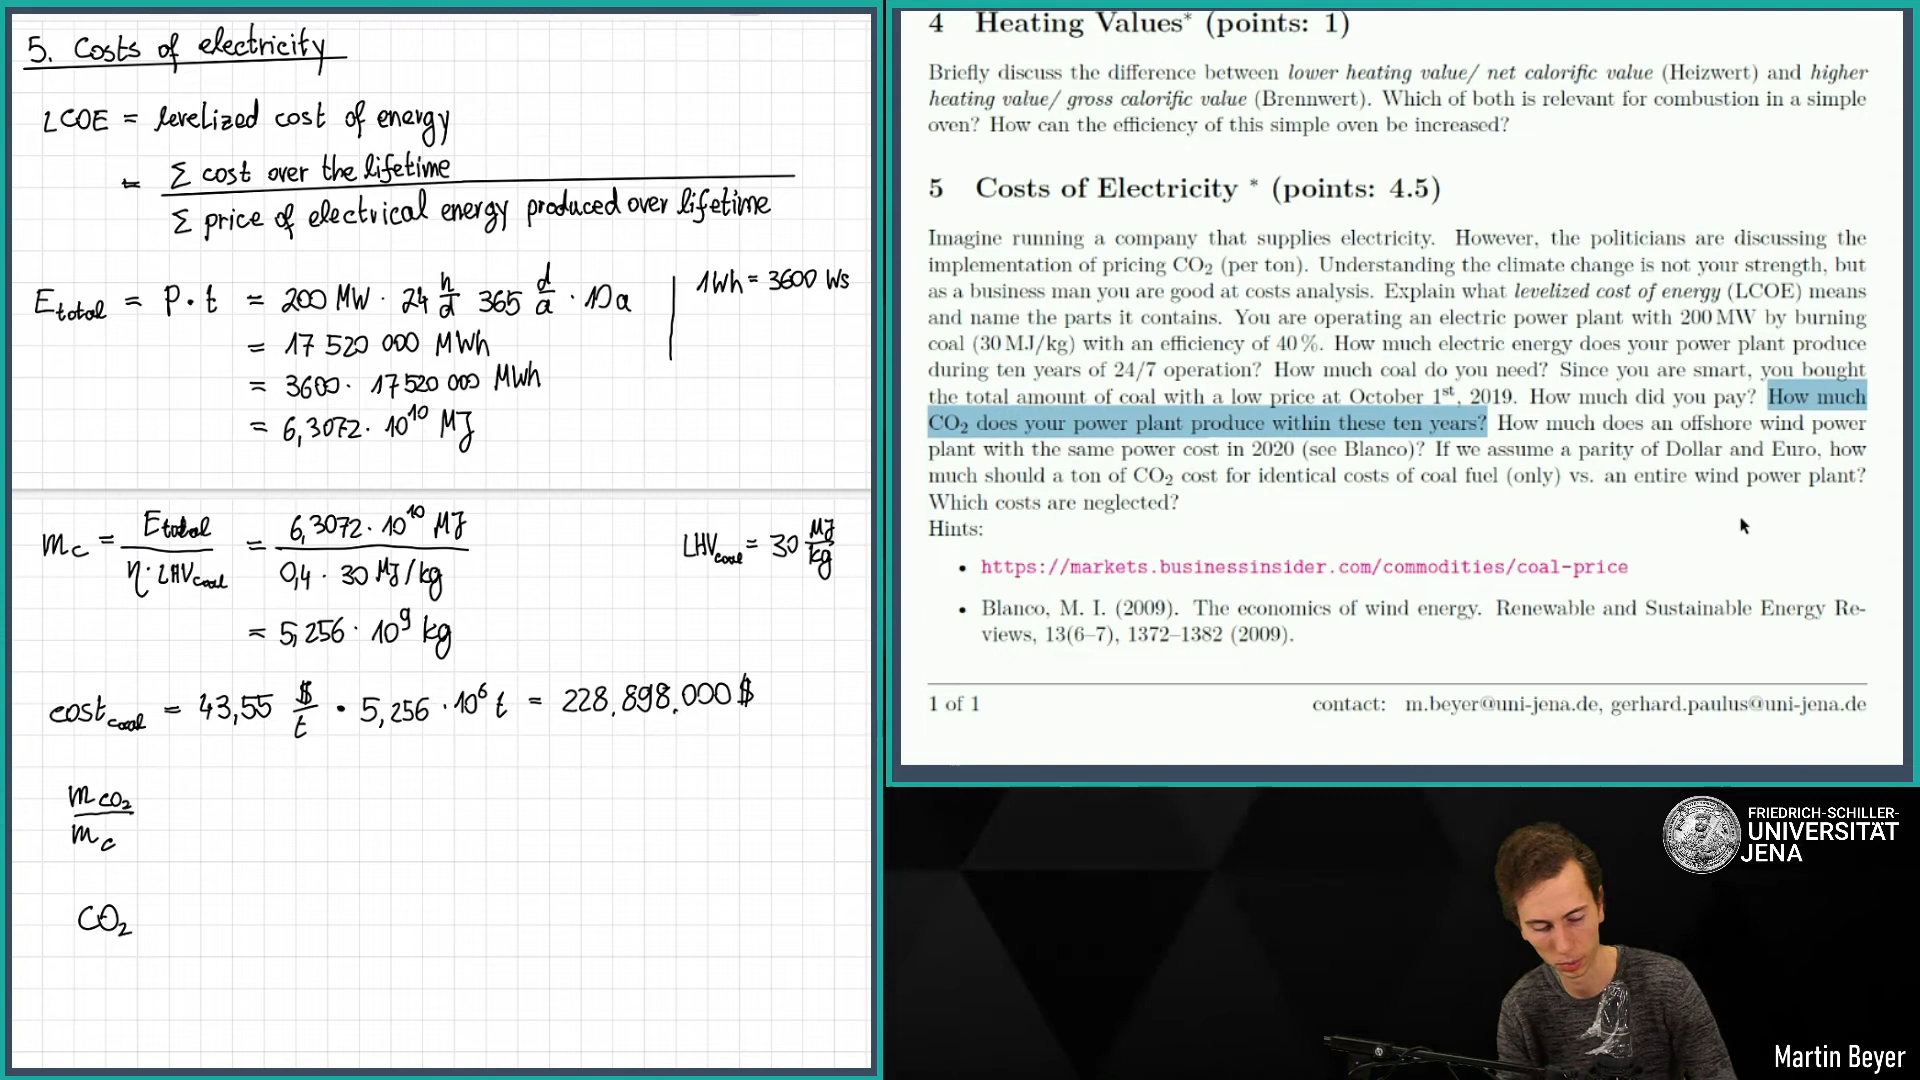 5. Costs of electricity
LCOE = levelized cost of energy
= Σ cost over the lifetime
Σ price of electrical energy produced over lifetime
E_total = P · t = 200 MW · 24 h/d 365 d/a · 10 a | 1Wh = 3600 Ws
= 17 520 000 MWh
= 3600 · 17 520 000 MWh
= 6,3072 · 10^10 MJ
m_C = E_total / (η · LHV_coal) = 6,3072 · 10^10 MJ / (0,4 · 30 MJ/kg) LHV_coal = 30 MJ/kg
= 5,256 · 10^9 kg
cost_coal = 43,55 $/t · 5,256 · 10^6 t = 228.898.000 $
m_CO₂ / m_C
CO₂
4 Heating Values* (points: 1)
Briefly discuss the difference between lower heating value/ net calorific value (Heizwert) and higher
heating value/ gross calorific value (Brennwert). Which of both is relevant for combustion in a simple
oven? How can the efficiency of this simple oven be increased?
5 Costs of Electricity * (points: 4.5)
Imagine running a company that supplies electricity. However, the politicians are discussing the
implementation of pricing CO₂ (per ton). Understanding the climate change is not your strength, but
as a business man you are good at costs analysis. Explain what levelized cost of energy (LCOE) means
and name the parts it contains. You are operating an electric power plant with 200 MW by burning
coal (30 MJ/kg) with an efficiency of 40 %. How much electric energy does your power plant produce
during ten years of 24/7 operation? How much coal do you need? Since you are smart, you bought
the total amount of coal with a low price at October 1st, 2019. How much did you pay? How much
CO₂ does your power plant produce within these ten years? How much does an offshore wind power
plant with the same power cost in 2020 (see Blanco)? If we assume a parity of Dollar and Euro, how
much should a ton of CO₂ cost for identical costs of coal fuel (only) vs. an entire wind power plant?
Which costs are neglected?
Hints:
• https://markets.businessinsider.com/commodities/coal-price
• Blanco, M. I. (2009). The economics of wind energy. Renewable and Sustainable Energy Re-
views, 13(6–7), 1372–1382 (2009).
1 of 1 contact: m.beyer@uni-jena.de, gerhard.paulus@uni-jena.de
FRIEDRICH-SCHILLER-
UNIVERSITÄT
JENA
Martin Beyer